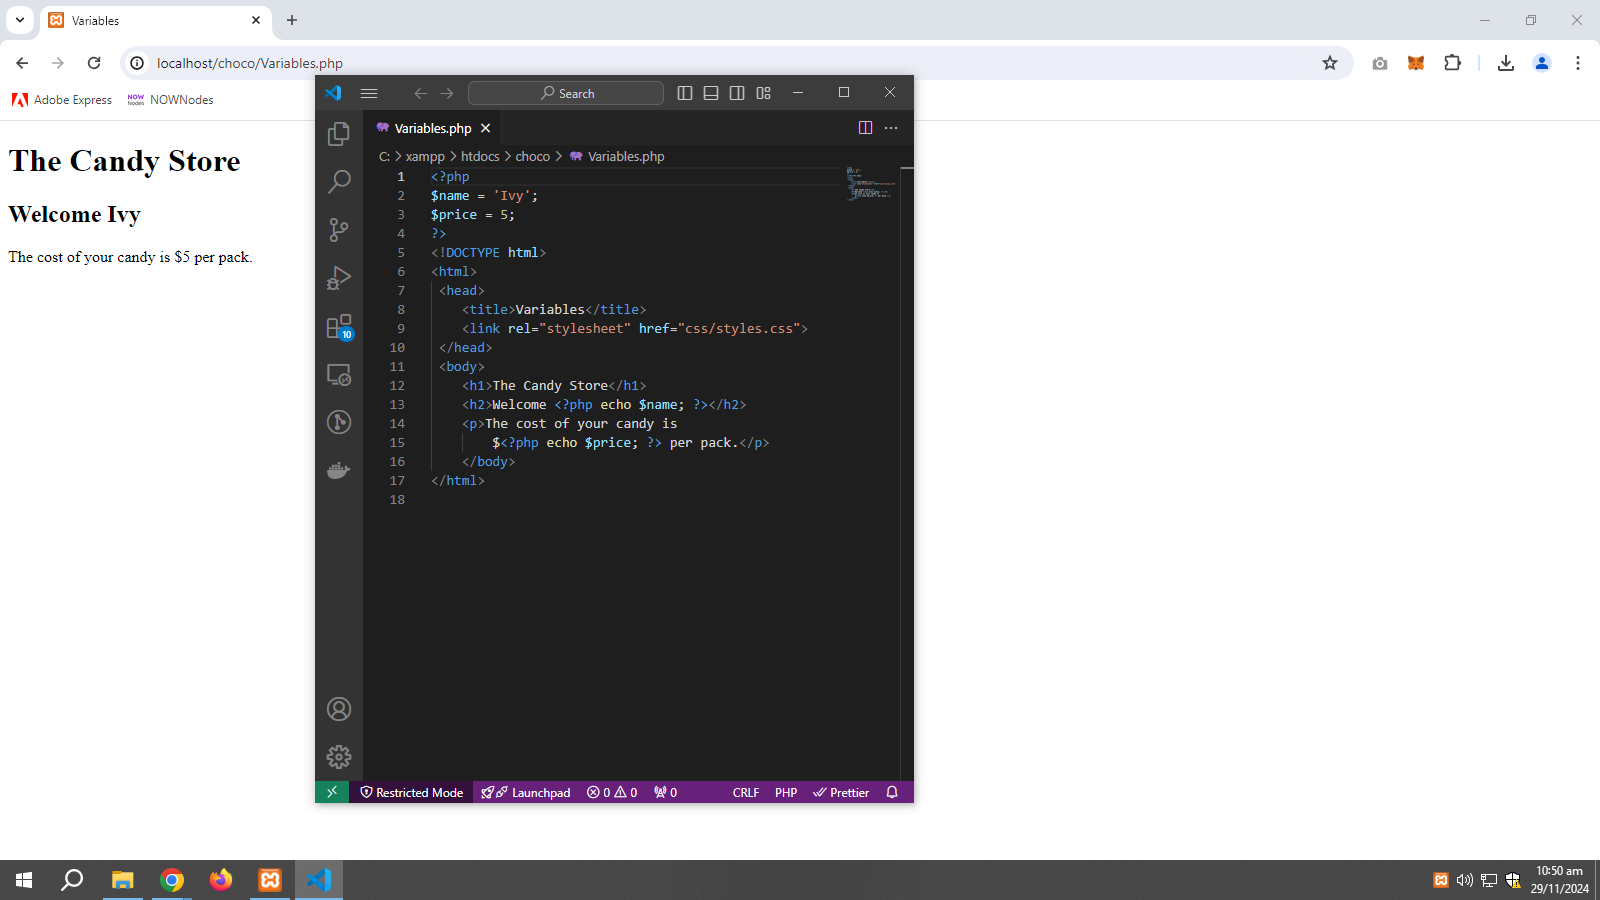 Variables
localhost/choco/Variables.php
Adobe Express
NOW Nodes NOWNodes
The Candy Store
Welcome Ivy
The cost of your candy is $5 per pack.
Search
Variables.php
C: > xampp > htdocs > choco > Variables.php
1 <?php
2 $name = 'Ivy';
3 $price = 5;
4 ?>
5 <!DOCTYPE html>
6 <html>
7 <head>
8 <title>Variables</title>
9 <link rel="stylesheet" href="css/styles.css">
10 </head>
11 <body>
12 <h1>The Candy Store</h1>
13 <h2>Welcome <?php echo $name; ?></h2>
14 <p>The cost of your candy is
15 $<?php echo $price; ?> per pack.</p>
16 </body>
17 </html>
18
10
Restricted Mode Launchpad 0 0 0 CRLF PHP Prettier
10:50 am
29/11/2024